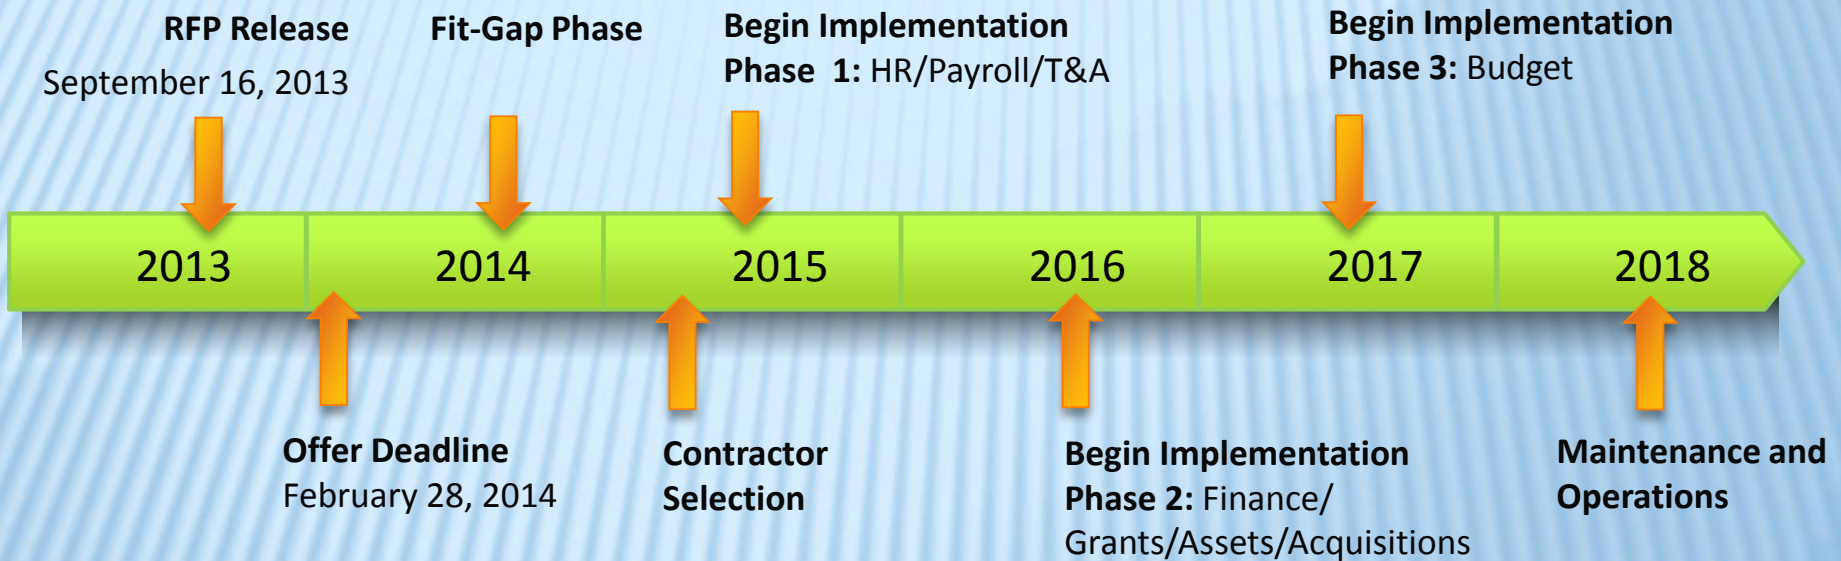 RFP Release
September 16, 2013
Fit-Gap Phase
Begin Implementation
Phase  1: HR/Payroll/T&A
Begin Implementation
Phase 3: Budget
2013
2014
2015
2016
2017
2018
Offer Deadline
February 28, 2014
Contractor
Selection
Begin Implementation
Phase 2: Finance/
Grants/Assets/Acquisitions
Maintenance and
Operations